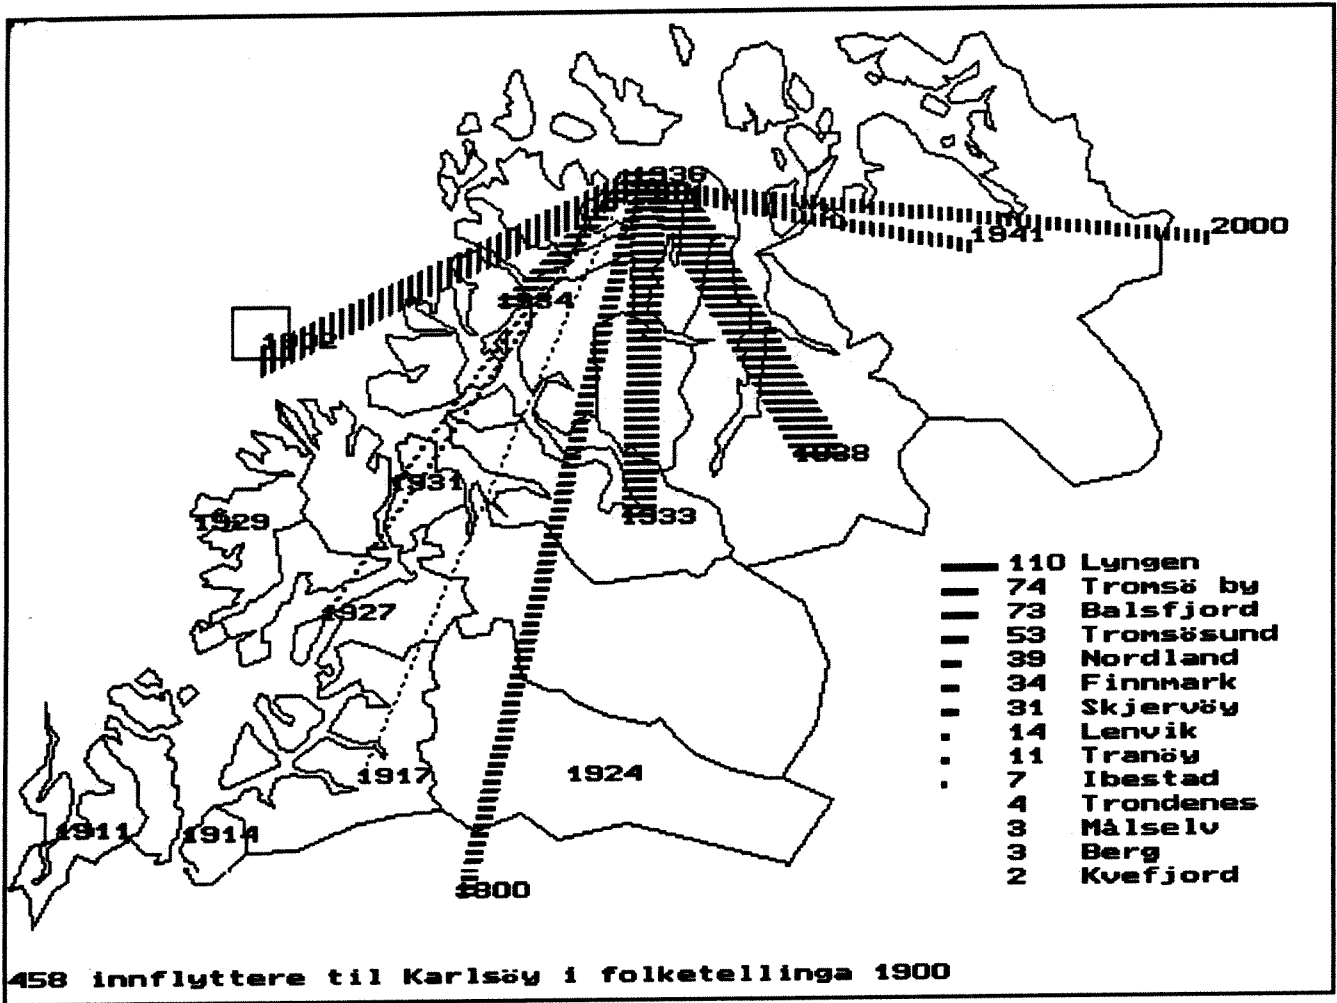 1936
2000
1941
1934
1938
1931
1933
1929
1927
1917
1924
1911
1914
1800
110 Lyngen
74 Tromsö by
73 Balsfjord
53 Tromsösund
39 Nordland
34 Finnmark
31 Skjervöy
14 Lenvik
11 Tranöy
7 Ibestad
4 Trondenes
3 Målselv
3 Berg
2 Kvefjord
458 innflyttere til Karlsöy i folketellinga 1900